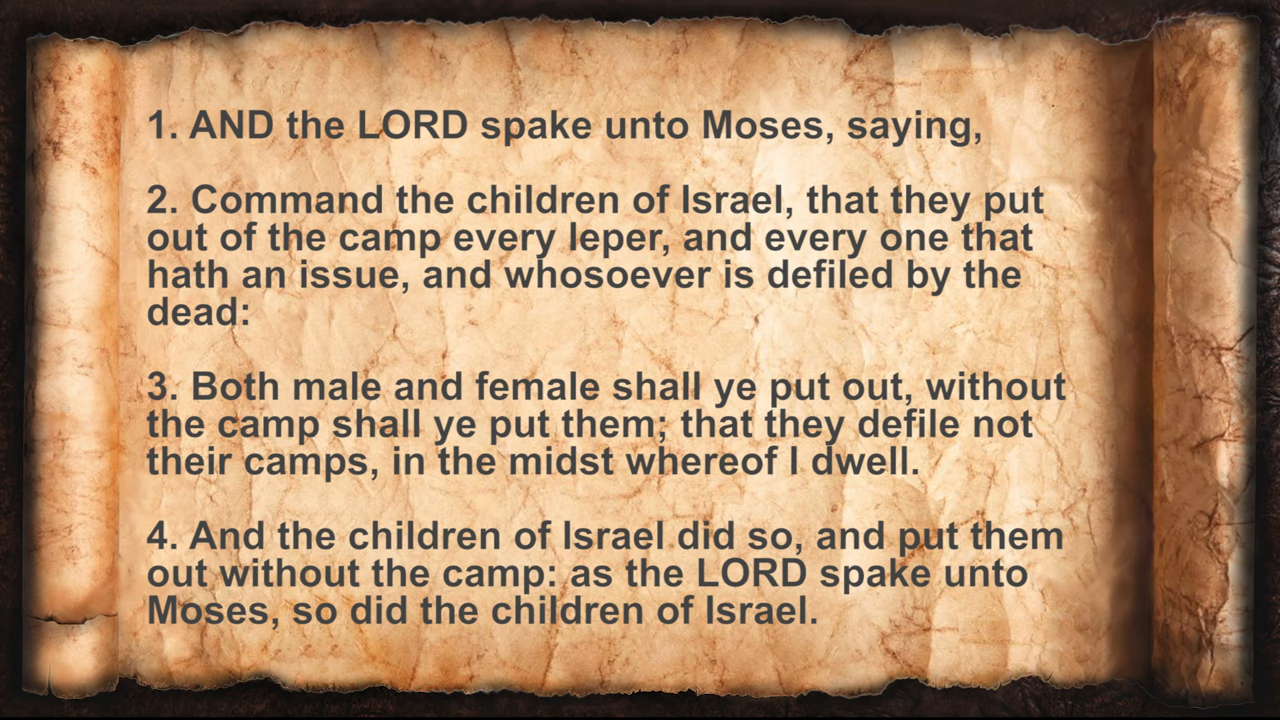 1. AND the LORD spake unto Moses, saying,
2. Command the children of Israel, that they put
out of the camp every leper, and every one that
hath an issue, and whosoever is defiled by the
dead:
3. Both male and female shall ye put out, without
the camp shall ye put them; that they defile not
their camps, in the midst whereof I dwell.
4. And the children of Israel did so, and put them
out without the camp: as the LORD spake unto
Moses, so did the children of Israel.